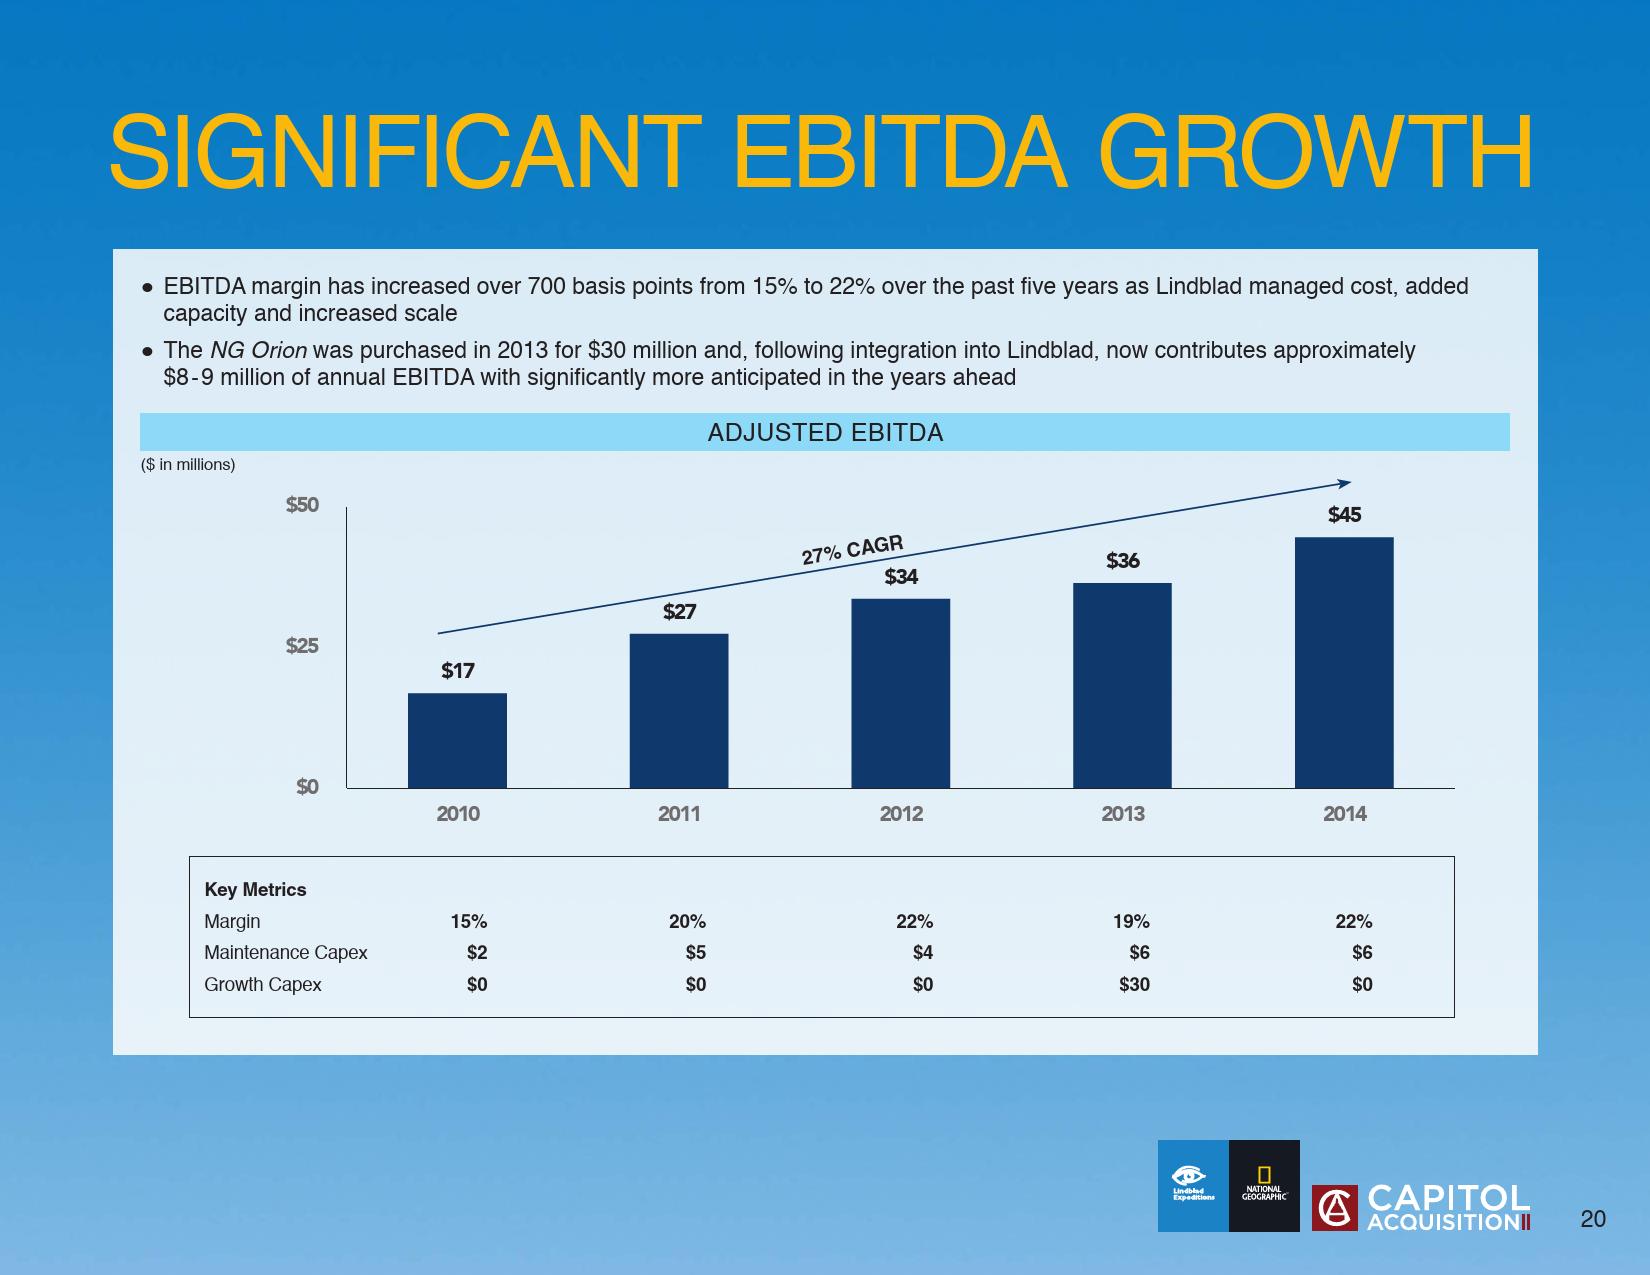 SIGNIFICANT EBITDA GROWTH
● EBITDA margin has increased over 700 basis points from 15% to 22% over the past five years as Lindblad managed cost, added
capacity and increased scale
● The NG Orion was purchased in 2013 for $30 million and, following integration into Lindblad, now contributes approximately
$8-9 million of annual EBITDA with significantly more anticipated in the years ahead
ADJUSTED EBITDA
($ in millions)
$50
$25
$0
27% CAGR
$17
$27
$34
$36
$45
2010 2011 2012 2013 2014
Key Metrics
Margin 15% 20% 22% 19% 22%
Maintenance Capex $2 $5 $4 $6 $6
Growth Capex $0 $0 $0 $30 $0
Lindblad
Expeditions
NATIONAL
GEOGRAPHIC
CAPITOL
ACQUISITION II
20